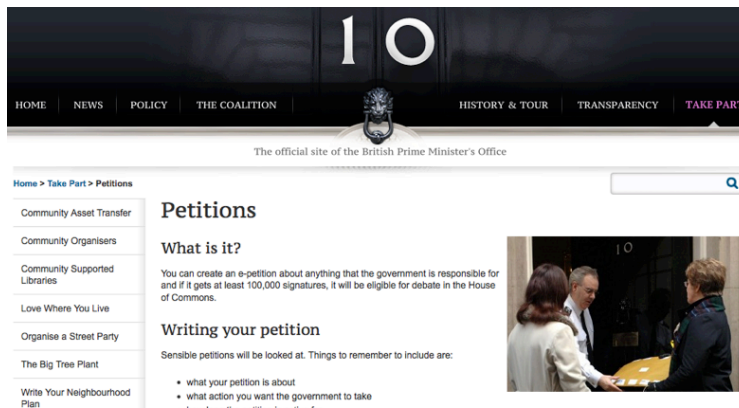 10
HOME NEWS POLICY THE COALITION HISTORY & TOUR TRANSPARENCY TAKE PART
The official site of the British Prime Minister's Office
Home > Take Part > Petitions
Community Asset Transfer
Community Organisers
Community Supported
Libraries
Love Where You Live
Organise a Street Party
The Big Tree Plant
Write Your Neighbourhood
Plan
Petitions
What is it?
You can create an e-petition about anything that the government is responsible for
and if it gets at least 100,000 signatures, it will be eligible for debate in the House
of Commons.
Writing your petition
Sensible petitions will be looked at. Things to remember to include are:
• what your petition is about
• what action you want the government to take
10